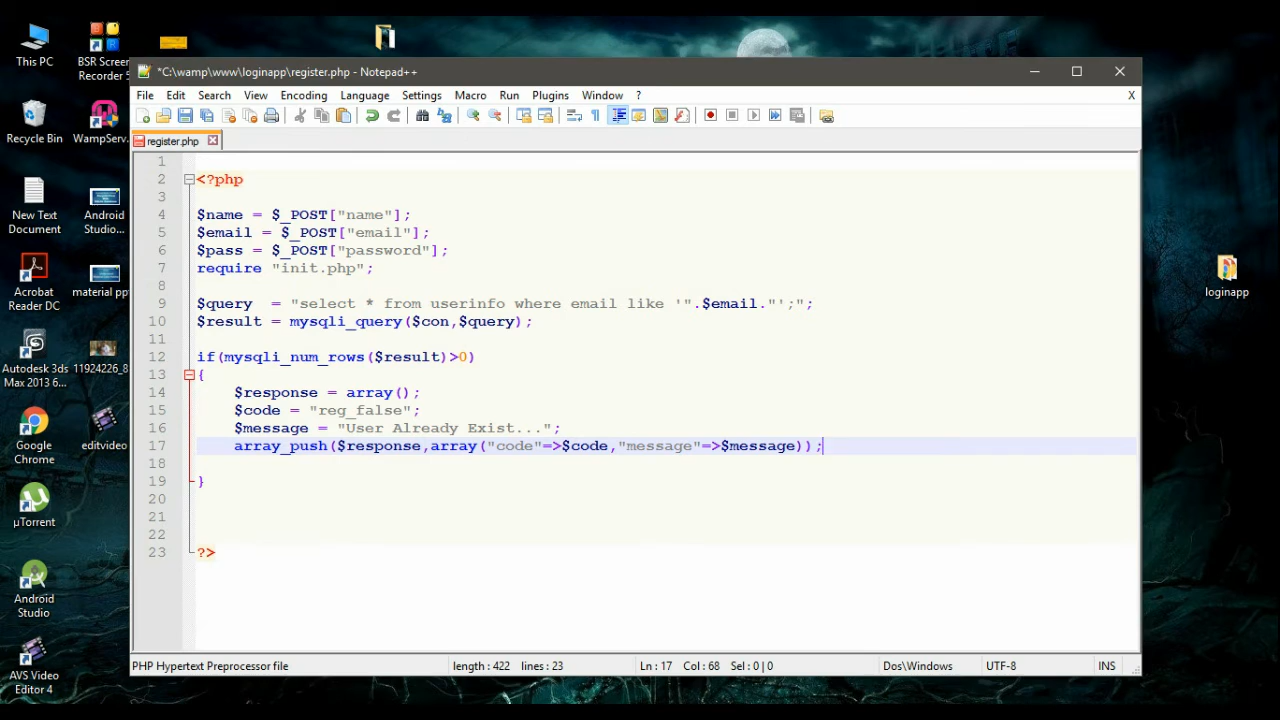 This PC
BSR Screen
Recorder 5
Recycle Bin
WampServ...
New Text
Document
Android
Studio...
Acrobat
Reader DC
material ppt
Autodesk 3ds
Max 2013 6...
11924226_8
Google
Chrome
editvideo
µTorrent
Android
Studio
AVS Video
Editor 4
loginapp
*C:\wamp\www\loginapp\register.php - Notepad++
File Edit Search View Encoding Language Settings Macro Run Plugins Window ? X
register.php
1
2 <?php
3
4 $name = $_POST["name"];
5 $email = $_POST["email"];
6 $pass = $_POST["password"];
7 require "init.php";
8
9 $query  = "select * from userinfo where email like '".$email."';";
10 $result = mysqli_query($con,$query);
11
12 if(mysqli_num_rows($result)>0)
13 {
14     $response = array();
15     $code = "reg_false";
16     $message = "User Already Exist...";
17     array_push($response,array("code"=>$code,"message"=>$message));
18
19 }
20
21
22
23 ?>
PHP Hypertext Preprocessor file length : 422 lines : 23 Ln : 17 Col : 68 Sel : 0 | 0 Dos\Windows UTF-8 INS